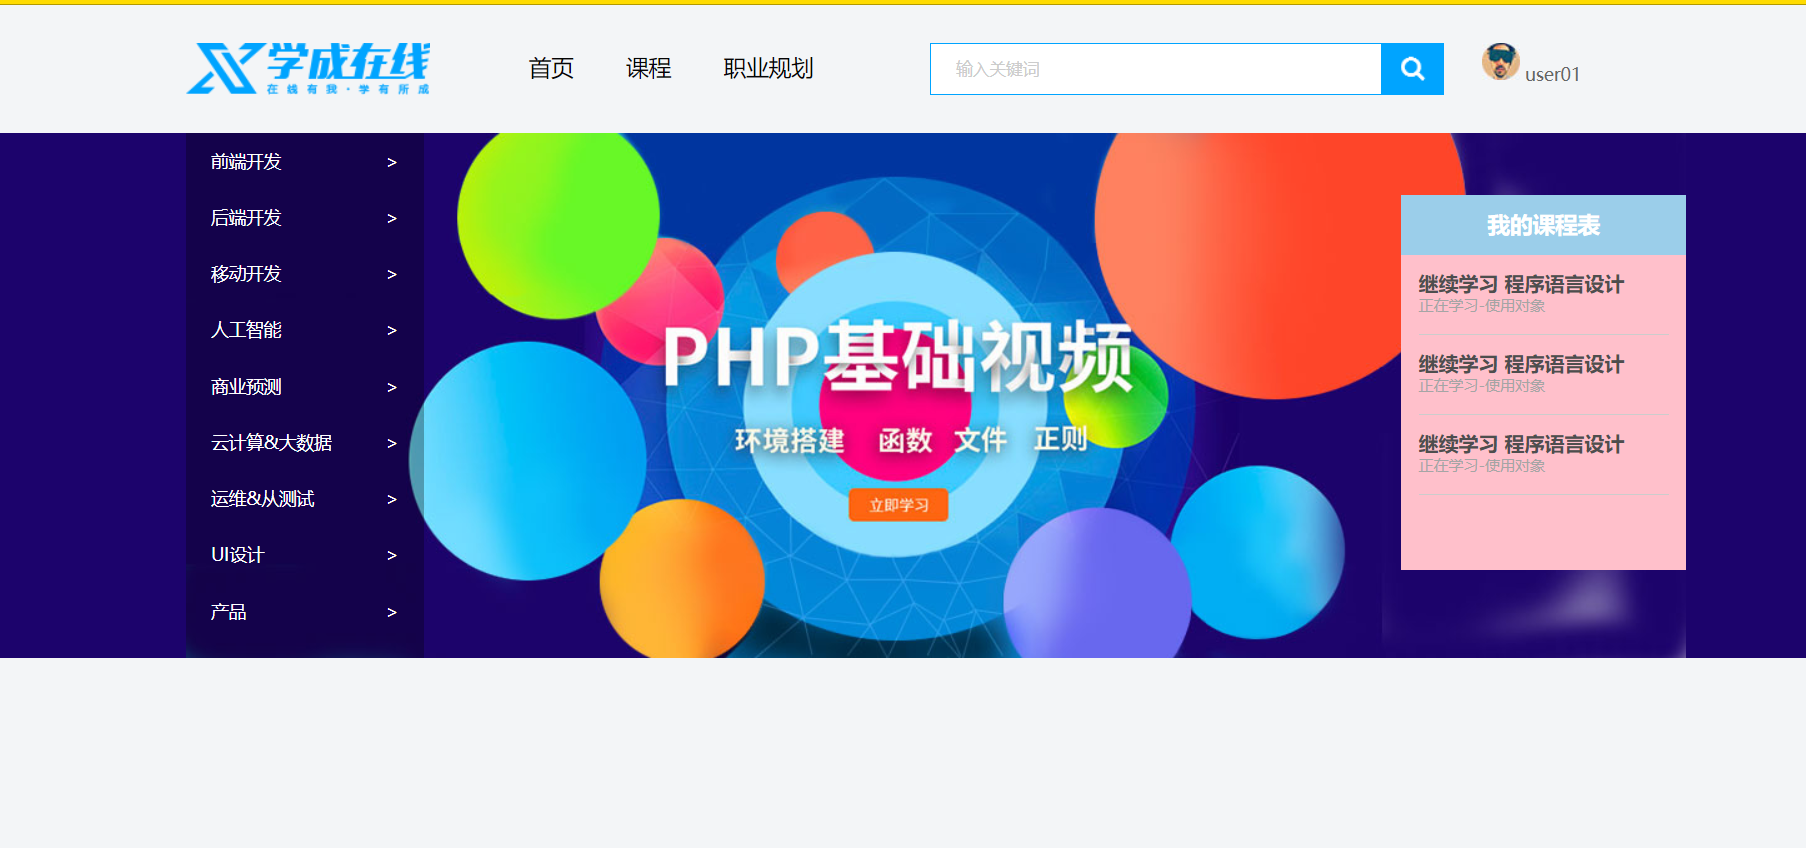 学成在线
在线有我·学有所成
首页 课程 职业规划
输入关键词
user01
前端开发 >
后端开发 >
移动开发 >
人工智能 >
商业预测 >
云计算&大数据 >
运维&从测试 >
UI设计 >
产品 >
PHP基础视频
环境搭建 函数 文件 正则
立即学习
我的课程表
继续学习 程序语言设计
正在学习-使用对象
继续学习 程序语言设计
正在学习-使用对象
继续学习 程序语言设计
正在学习-使用对象